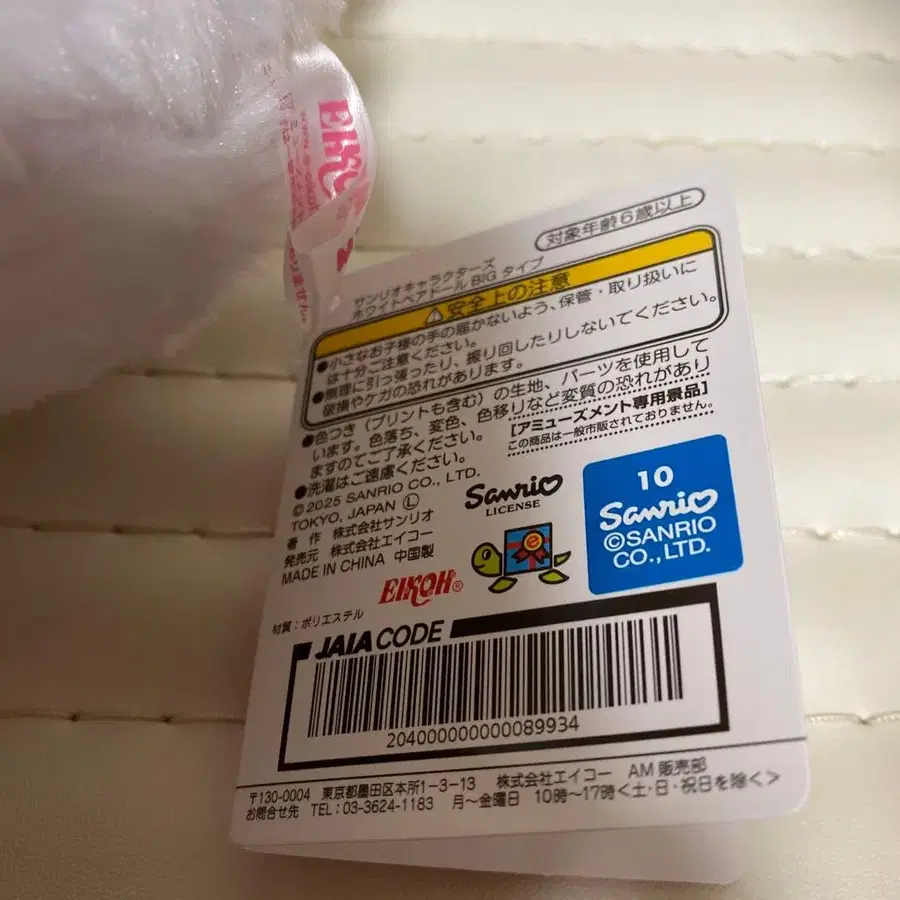 EIKOH
対象年齢6歳以上
サンリオキャラクターズ
ホワイトベアドール BIG タイプ
⚠安全上の注意
●小さなお子様の手の届かないよう、保管・取り扱いに
は十分ご注意ください。
●無理に引っ張ったり、振り回したりしないでください。
破損やケガの恐れがあります。
●色つき(プリントも含む)の生地、パーツを使用して
います。色落ち、変色、色移りなど変質の恐れがあり
ますのでご了承ください。
●洗濯はご遠慮ください。
[アミューズメント専用景品]
この商品は一般市販されておりません。
©2025 SANRIO CO., LTD.
TOKYO, JAPAN Ⓛ
著 作 株式会社サンリオ
発売元 株式会社エイコー
MADE IN CHINA 中国製
Sanrio
LICENSE
e
EIKOH®
10
Sanrio
©SANRIO
CO.,LTD.
材質:ポリエステル
JAIA CODE
204000000000089934
〒130-0004 東京都墨田区本所1-3-13 株式会社エイコー AM 販売部
お問合せ先 TEL:03-3624-1183 月~金曜日 10時~17時<土・日・祝日を除く>